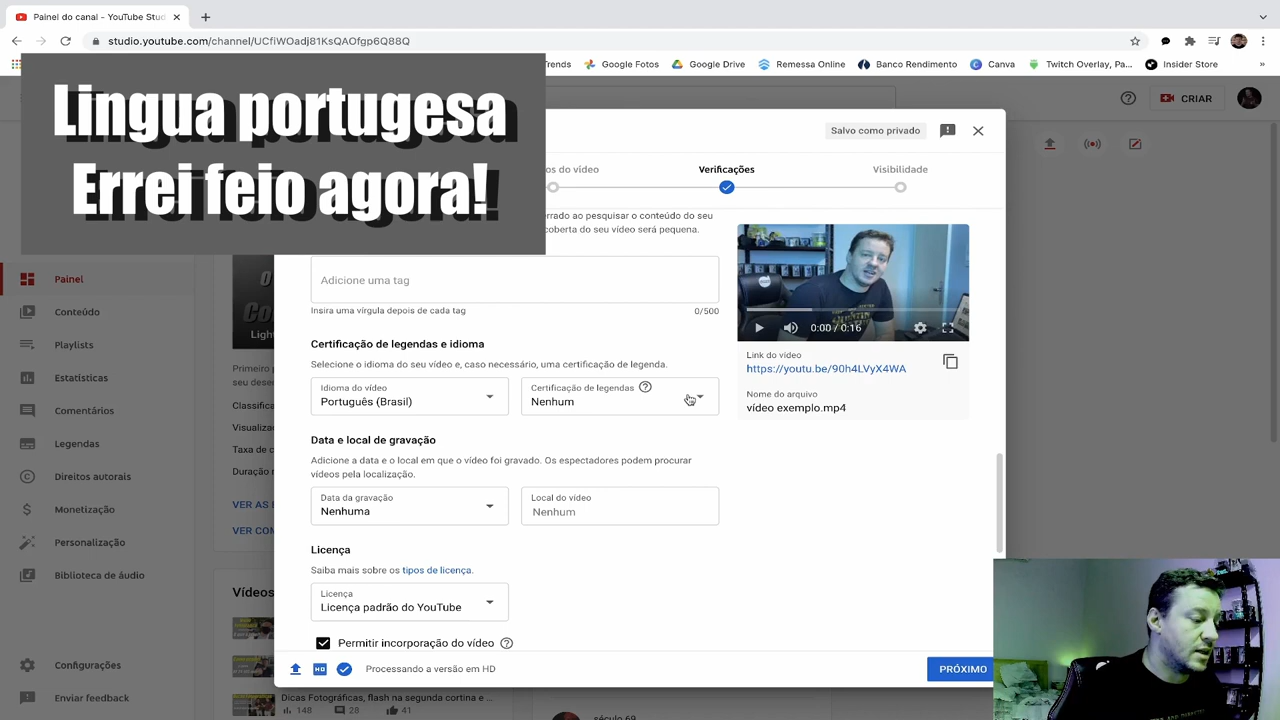 Painel do canal - YouTube Stud
studio.youtube.com/channel/UCfiWOadj81KsQAOfgp6Q88Q
Trends
Google Fotos
Google Drive
Remessa Online
Banco Rendimento
Canva
Twitch Overlay, Pa...
Insider Store
»
Lingua portugesa
Errei feio agora!
CRIAR
Salvo como privado
os do vídeo
Verificações
Visibilidade
errado ao pesquisar o conteúdo do seu
coberta do seu vídeo será pequena.
Adicione uma tag
Insira uma vírgula depois de cada tag
0/500
Certificação de legendas e idioma
Selecione o idioma do seu vídeo e, caso necessário, uma certificação de legenda.
Idioma do vídeo
Português (Brasil)
Certificação de legendas
Nenhum
Data e local de gravação
Adicione a data e o local em que o vídeo foi gravado. Os espectadores podem procurar
vídeos pela localização.
Data da gravação
Nenhuma
Local do vídeo
Nenhum
Licença
Saiba mais sobre os tipos de licença.
Licença
Licença padrão do YouTube
Permitir incorporação do vídeo
HD
Processando a versão em HD
PRÓXIMO
0:00 / 0:16
Link do vídeo
https://youtu.be/90h4LVyX4WA
Nome do arquivo
vídeo exemplo.mp4
Painel
Conteúdo
Playlists
Estatísticas
Comentários
Legendas
Direitos autorais
Monetização
Personalização
Biblioteca de áudio
Configurações
Enviar feedback
Light
Primeiro
seu dese
Classifica
Visualiza
Taxa de c
Duração
VER AS
VER CON
Vídeos
Dicas Fotográficas, flash na segunda cortina e ...
148
28
41
século 69